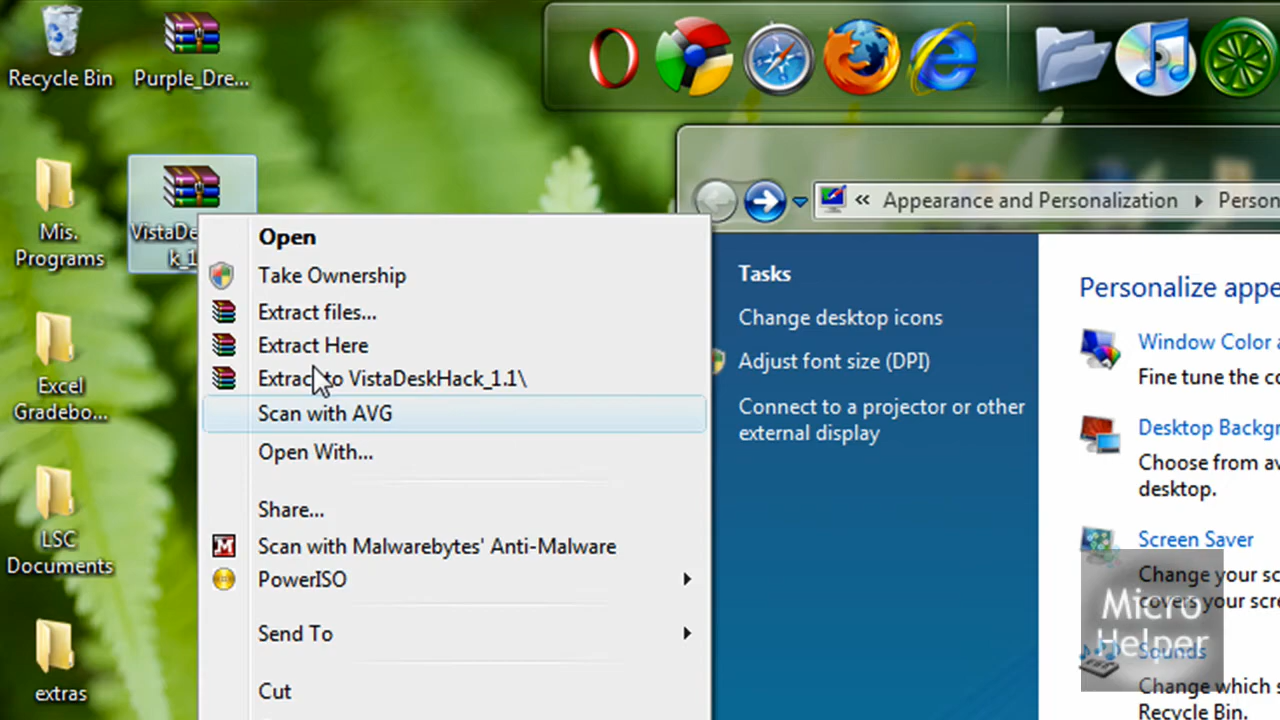 Recycle Bin
Purple_Dre...
Mis.
Programs
VistaDe
k_1
Excel
Gradebo...
LSC
Documents
extras
Open
Take Ownership
Extract files...
Extract Here
Extract to VistaDeskHack_1.1\
Scan with AVG
Open With...
Share...
Scan with Malwarebytes' Anti-Malware
PowerISO
Send To
Cut
« Appearance and Personalization ▸ Person
Tasks
Change desktop icons
Adjust font size (DPI)
Connect to a projector or other
external display
Personalize appe
Window Color a
Fine tune the co
Desktop Backgr
Choose from av
desktop.
Screen Saver
Change your sc
covers your scre
Sounds
Change which s
Recycle Bin.
Micro
Helper